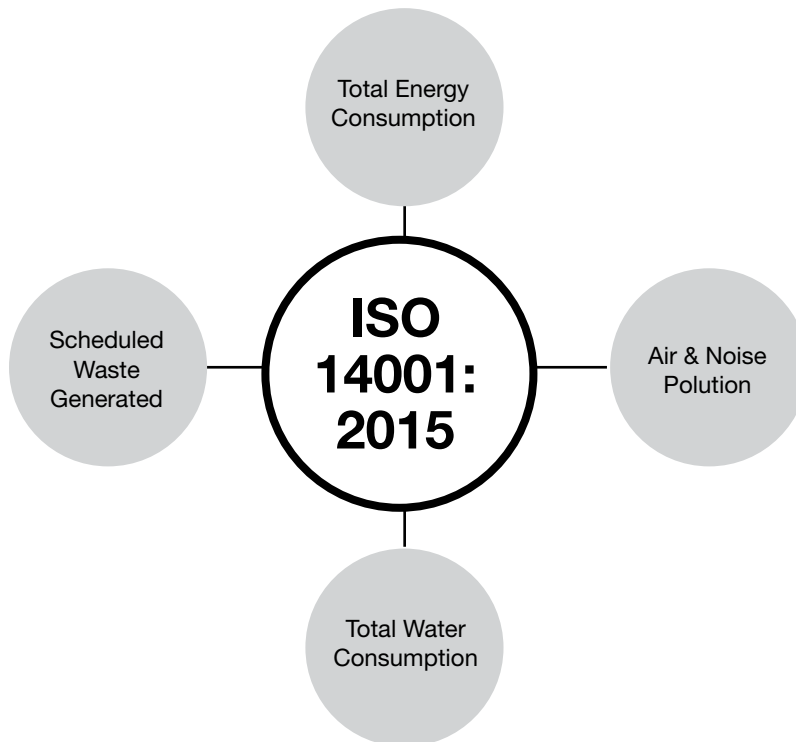 Total Energy
Consumption
Scheduled
Waste
Generated
ISO
14001:
2015
Air & Noise
Polution
Total Water
Consumption